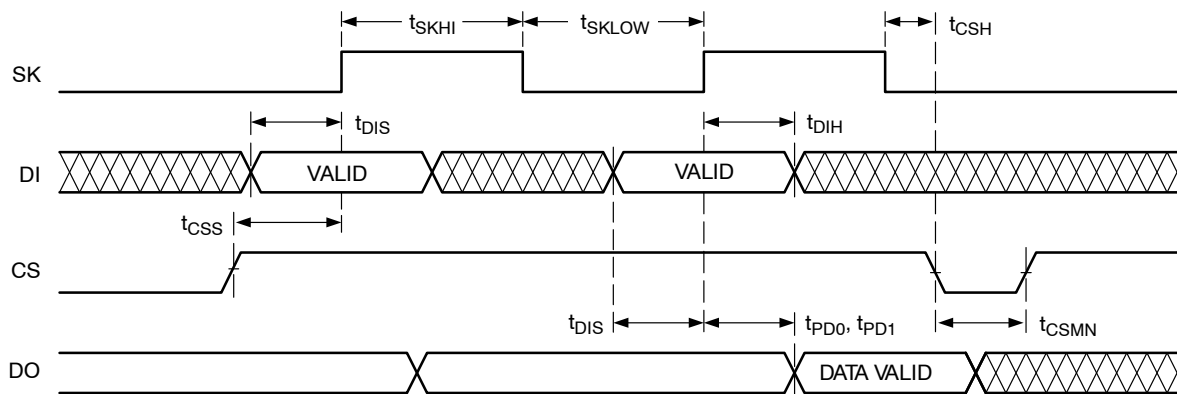 tSKHI
tSKLOW
tCSH
SK
tDIS
tDIH
DI
VALID
VALID
tCSS
CS
tDIS
tPD0, tPD1
tCSMN
DO
DATA VALID